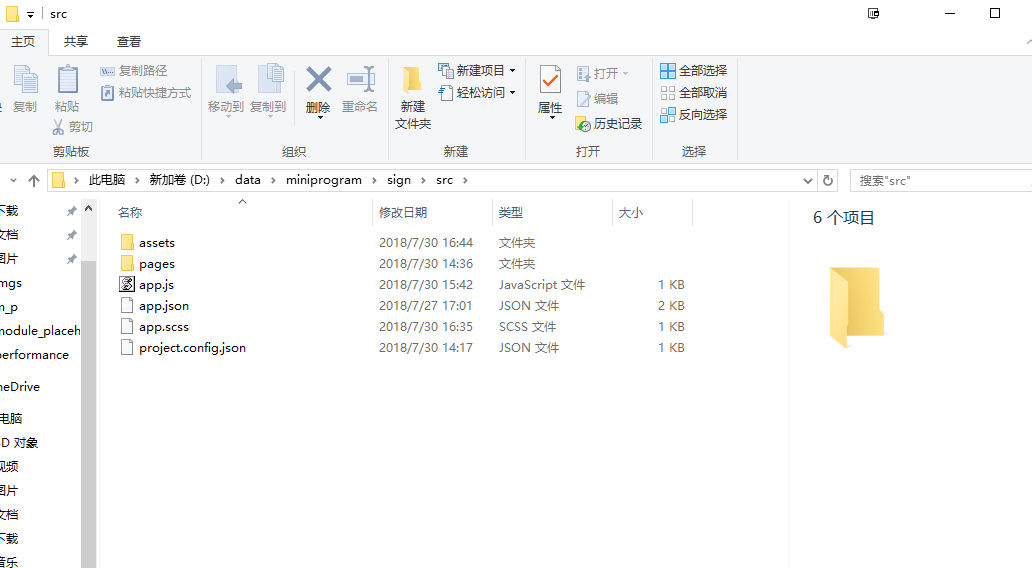 src
主页 共享 查看
复制 粘贴 复制路径 粘贴快捷方式 剪切
移动到 复制到 删除 重命名
新建文件夹 新建项目 轻松访问
属性 打开 编辑 历史记录
全部选择 全部取消 反向选择
剪贴板 组织 新建 打开 选择
此电脑 新加卷 (D:) data miniprogram sign src
搜索"src"
名称 修改日期 类型 大小
assets 2018/7/30 16:44 文件夹
pages 2018/7/30 14:36 文件夹
app.js 2018/7/30 15:42 JavaScript 文件 1 KB
app.json 2018/7/27 17:01 JSON 文件 2 KB
app.scss 2018/7/30 16:35 SCSS 文件 1 KB
project.config.json 2018/7/30 14:17 JSON 文件 1 KB
6 个项目
下载
文档
图片
mgs
m_p
module_placeh
performance
neDrive
电脑
D 对象
视频
图片
文档
下载
音乐